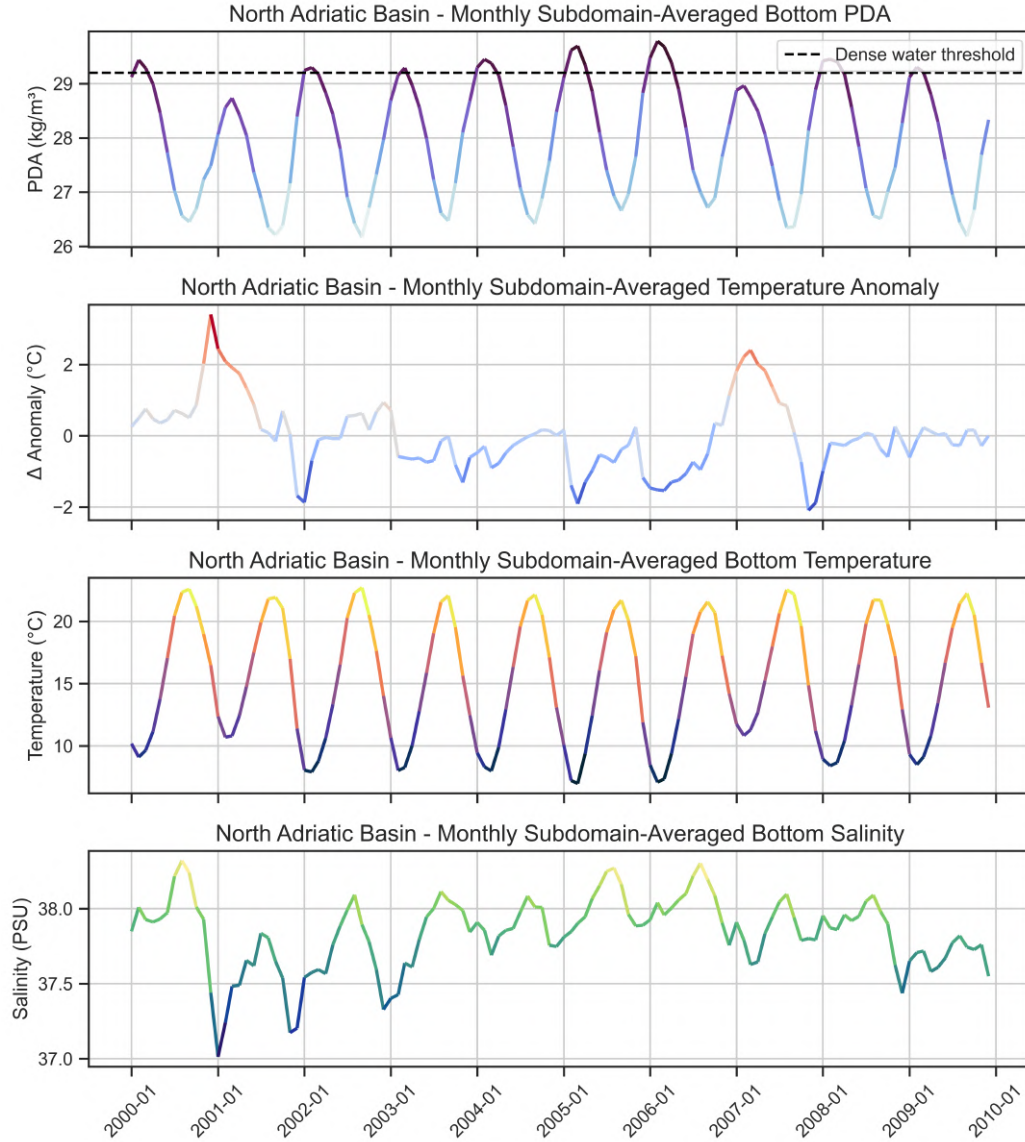 North Adriatic Basin - Monthly Subdomain-Averaged Bottom PDA
Dense water threshold
PDA (kg/m³)
29
28
27
26
North Adriatic Basin - Monthly Subdomain-Averaged Temperature Anomaly
Δ Anomaly (°C)
2
0
−2
North Adriatic Basin - Monthly Subdomain-Averaged Bottom Temperature
Temperature (°C)
20
15
10
North Adriatic Basin - Monthly Subdomain-Averaged Bottom Salinity
Salinity (PSU)
38.0
37.5
37.0
2000-01
2001-01
2002-01
2003-01
2004-01
2005-01
2006-01
2007-01
2008-01
2009-01
2010-01